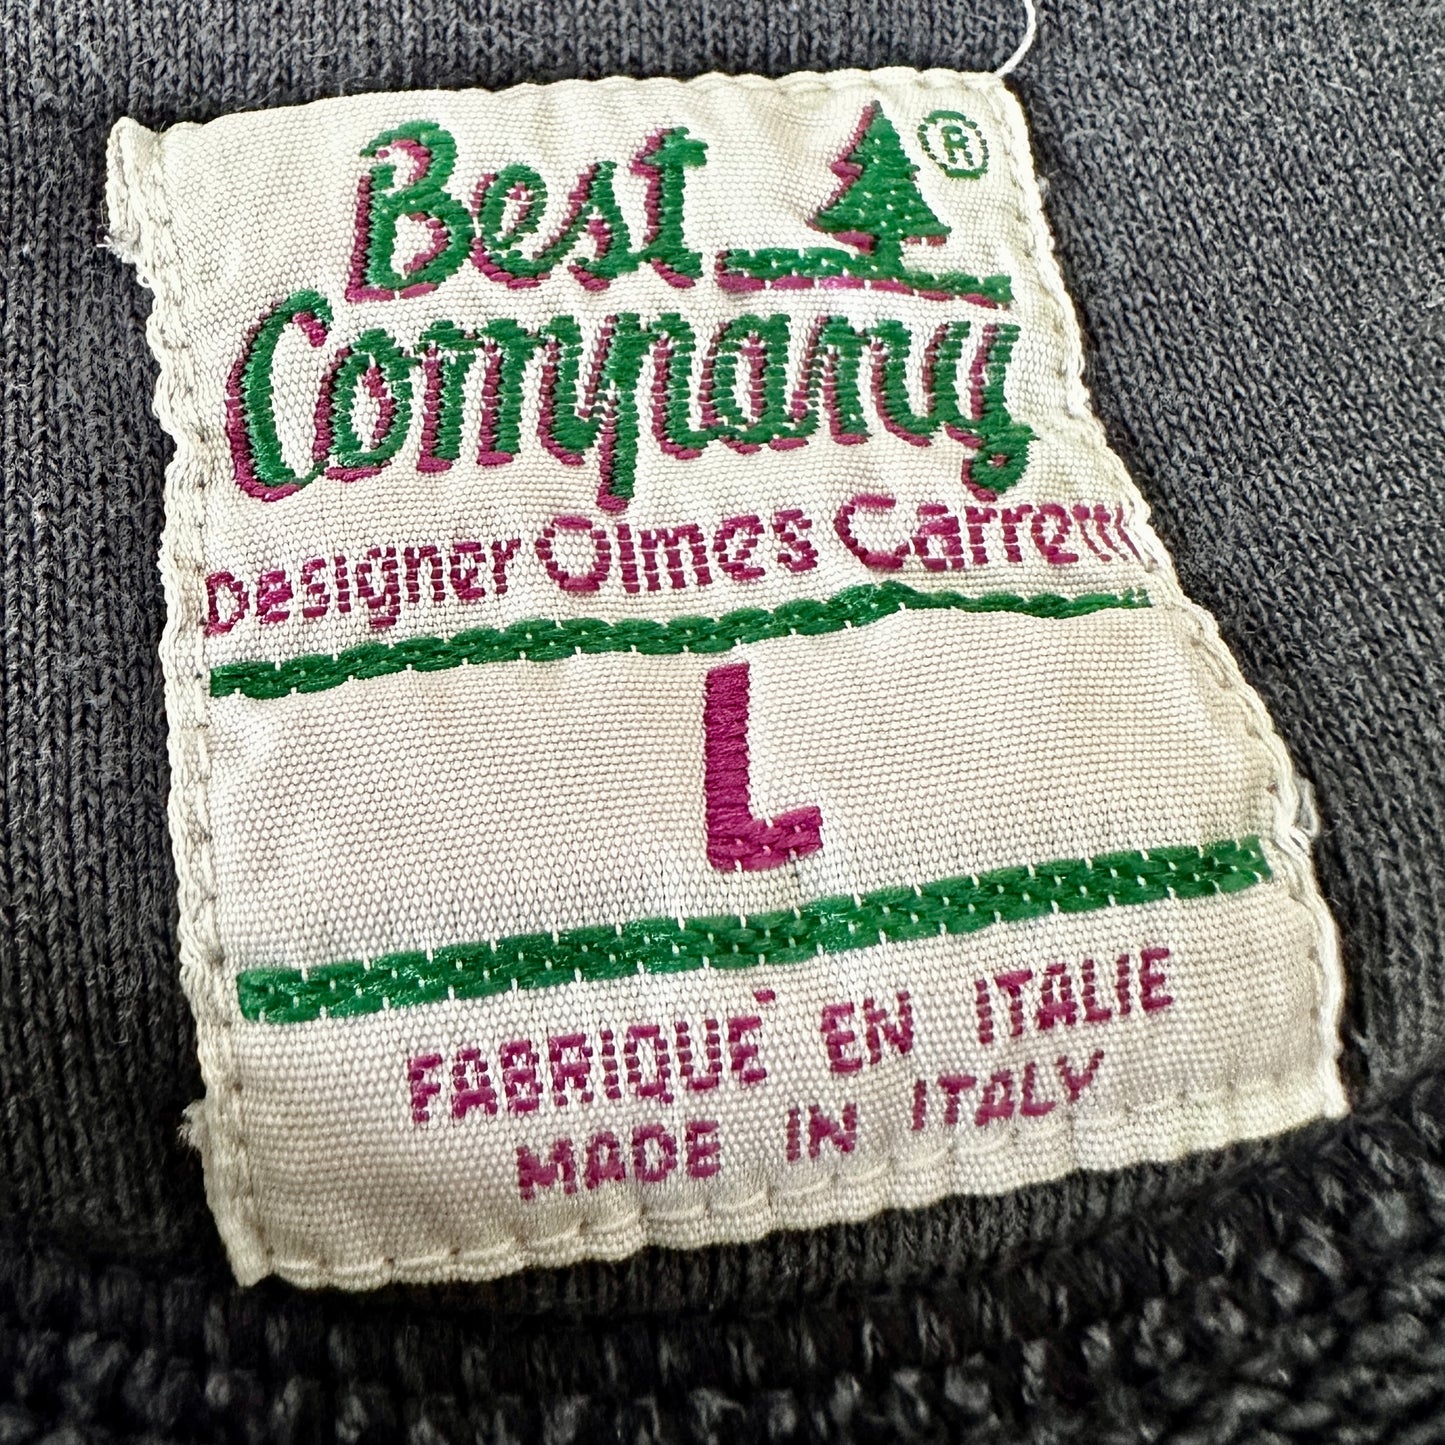 Best ®
Company
Designer Olmes Carretti
L
FABRIQUÉ EN ITALIE
MADE IN ITALY